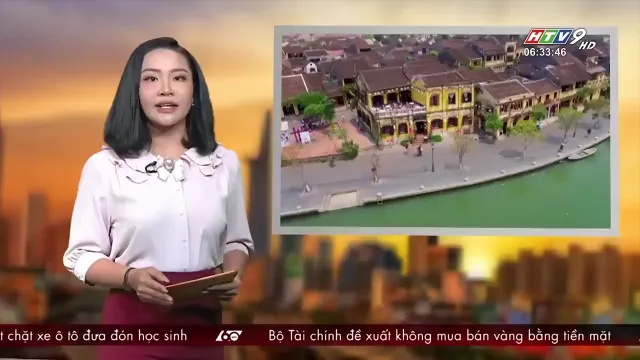 HTV9 HD
06:33:46
t chặt xe ô tô đưa đón học sinh
60
Bộ Tài chính đề xuất không mua bán vàng bằng tiền mặt